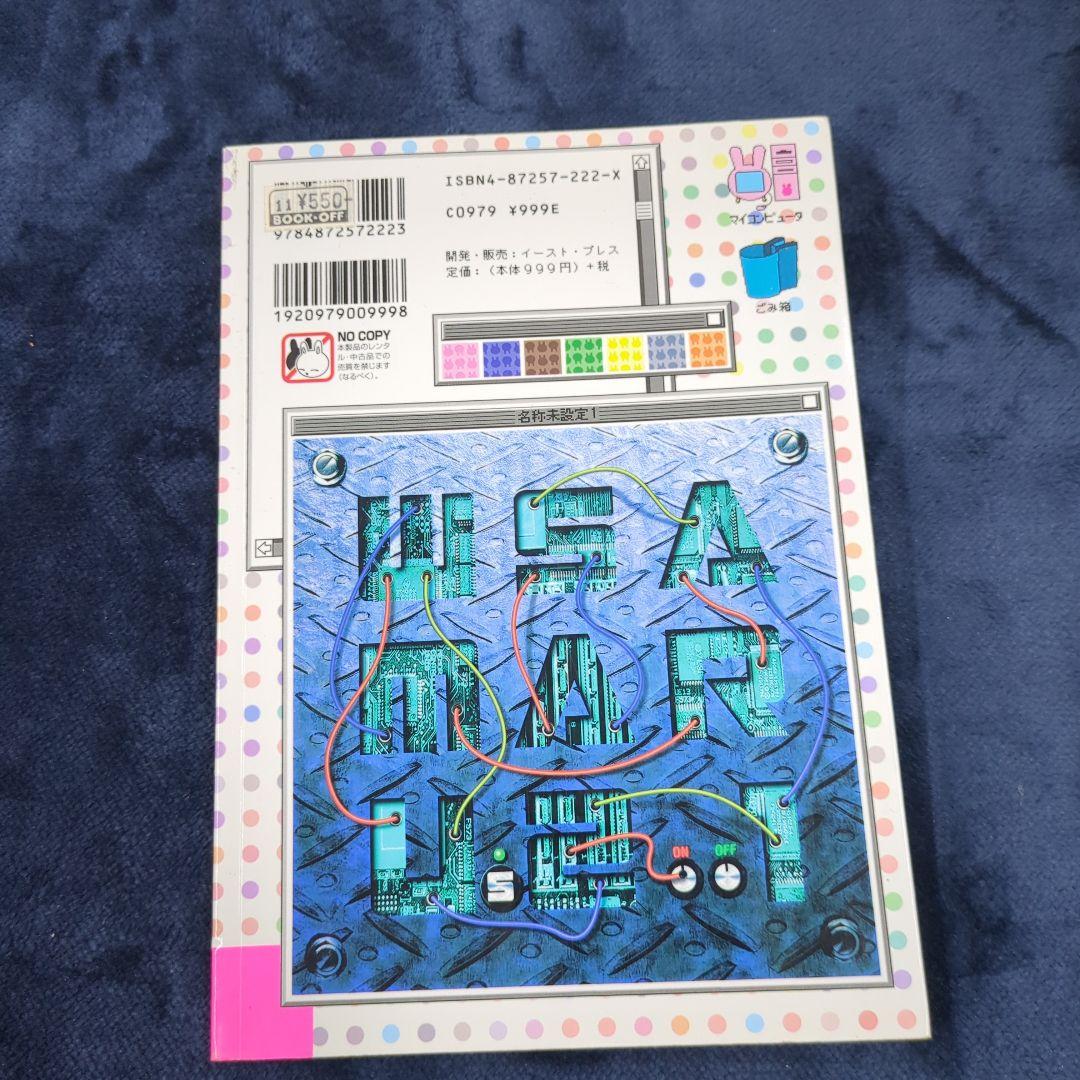 11 ¥550-
BOOK・OFF
9784872572223
1920979009998
ISBN4-87257-222-X
C0979 ¥999E
開発・販売：イースト・プレス
定価：（本体999円）＋税
NO COPY
本製品のレンタ
ル・中古品での
売買を禁じます
（なるべく）。
マイコンピュータ
ごみ箱
名称未設定1
USA
MAR
U
S
ON
OFF
FS73